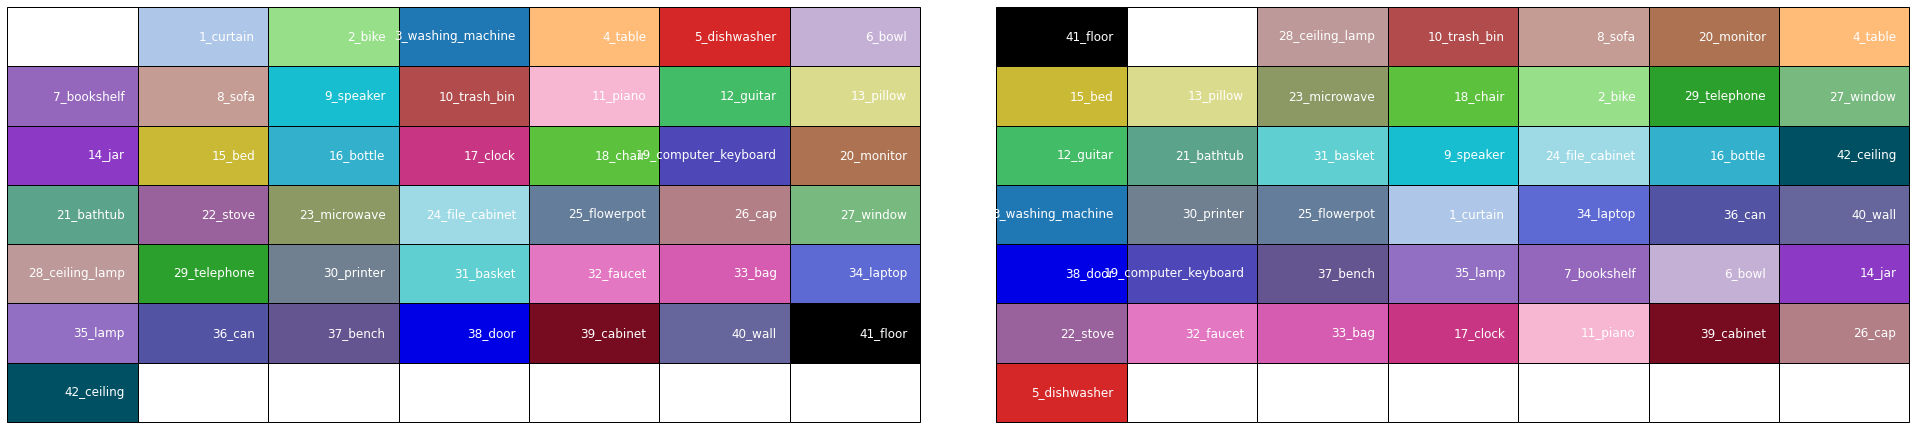 1_curtain 2_bike 3_washing_machine 4_table 5_dishwasher 6_bowl
7_bookshelf 8_sofa 9_speaker 10_trash_bin 11_piano 12_guitar 13_pillow
14_jar 15_bed 16_bottle 17_clock 18_chair 19_computer_keyboard 20_monitor
21_bathtub 22_stove 23_microwave 24_file_cabinet 25_flowerpot 26_cap 27_window
28_ceiling_lamp 29_telephone 30_printer 31_basket 32_faucet 33_bag 34_laptop
35_lamp 36_can 37_bench 38_door 39_cabinet 40_wall 41_floor
42_ceiling
41_floor 28_ceiling_lamp 10_trash_bin 8_sofa 20_monitor 4_table
15_bed 13_pillow 23_microwave 18_chair 2_bike 29_telephone 27_window
12_guitar 21_bathtub 31_basket 9_speaker 24_file_cabinet 16_bottle 42_ceiling
3_washing_machine 30_printer 25_flowerpot 1_curtain 34_laptop 36_can 40_wall
38_door 19_computer_keyboard 37_bench 35_lamp 7_bookshelf 6_bowl 14_jar
22_stove 32_faucet 33_bag 17_clock 11_piano 39_cabinet 26_cap
5_dishwasher